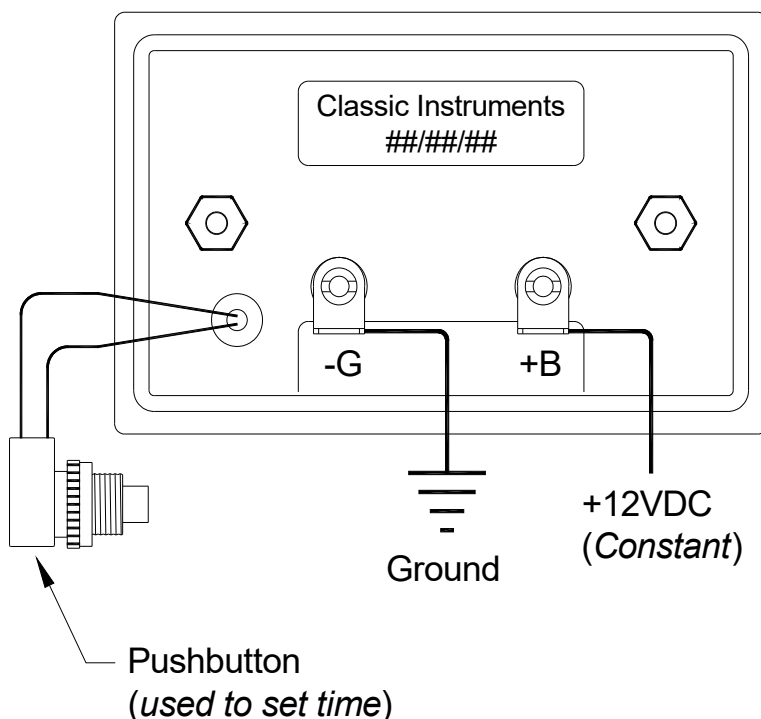 Classic Instruments
##/##/##
-G
+B
+12VDC
(Constant)
Ground
Pushbutton
(used to set time)